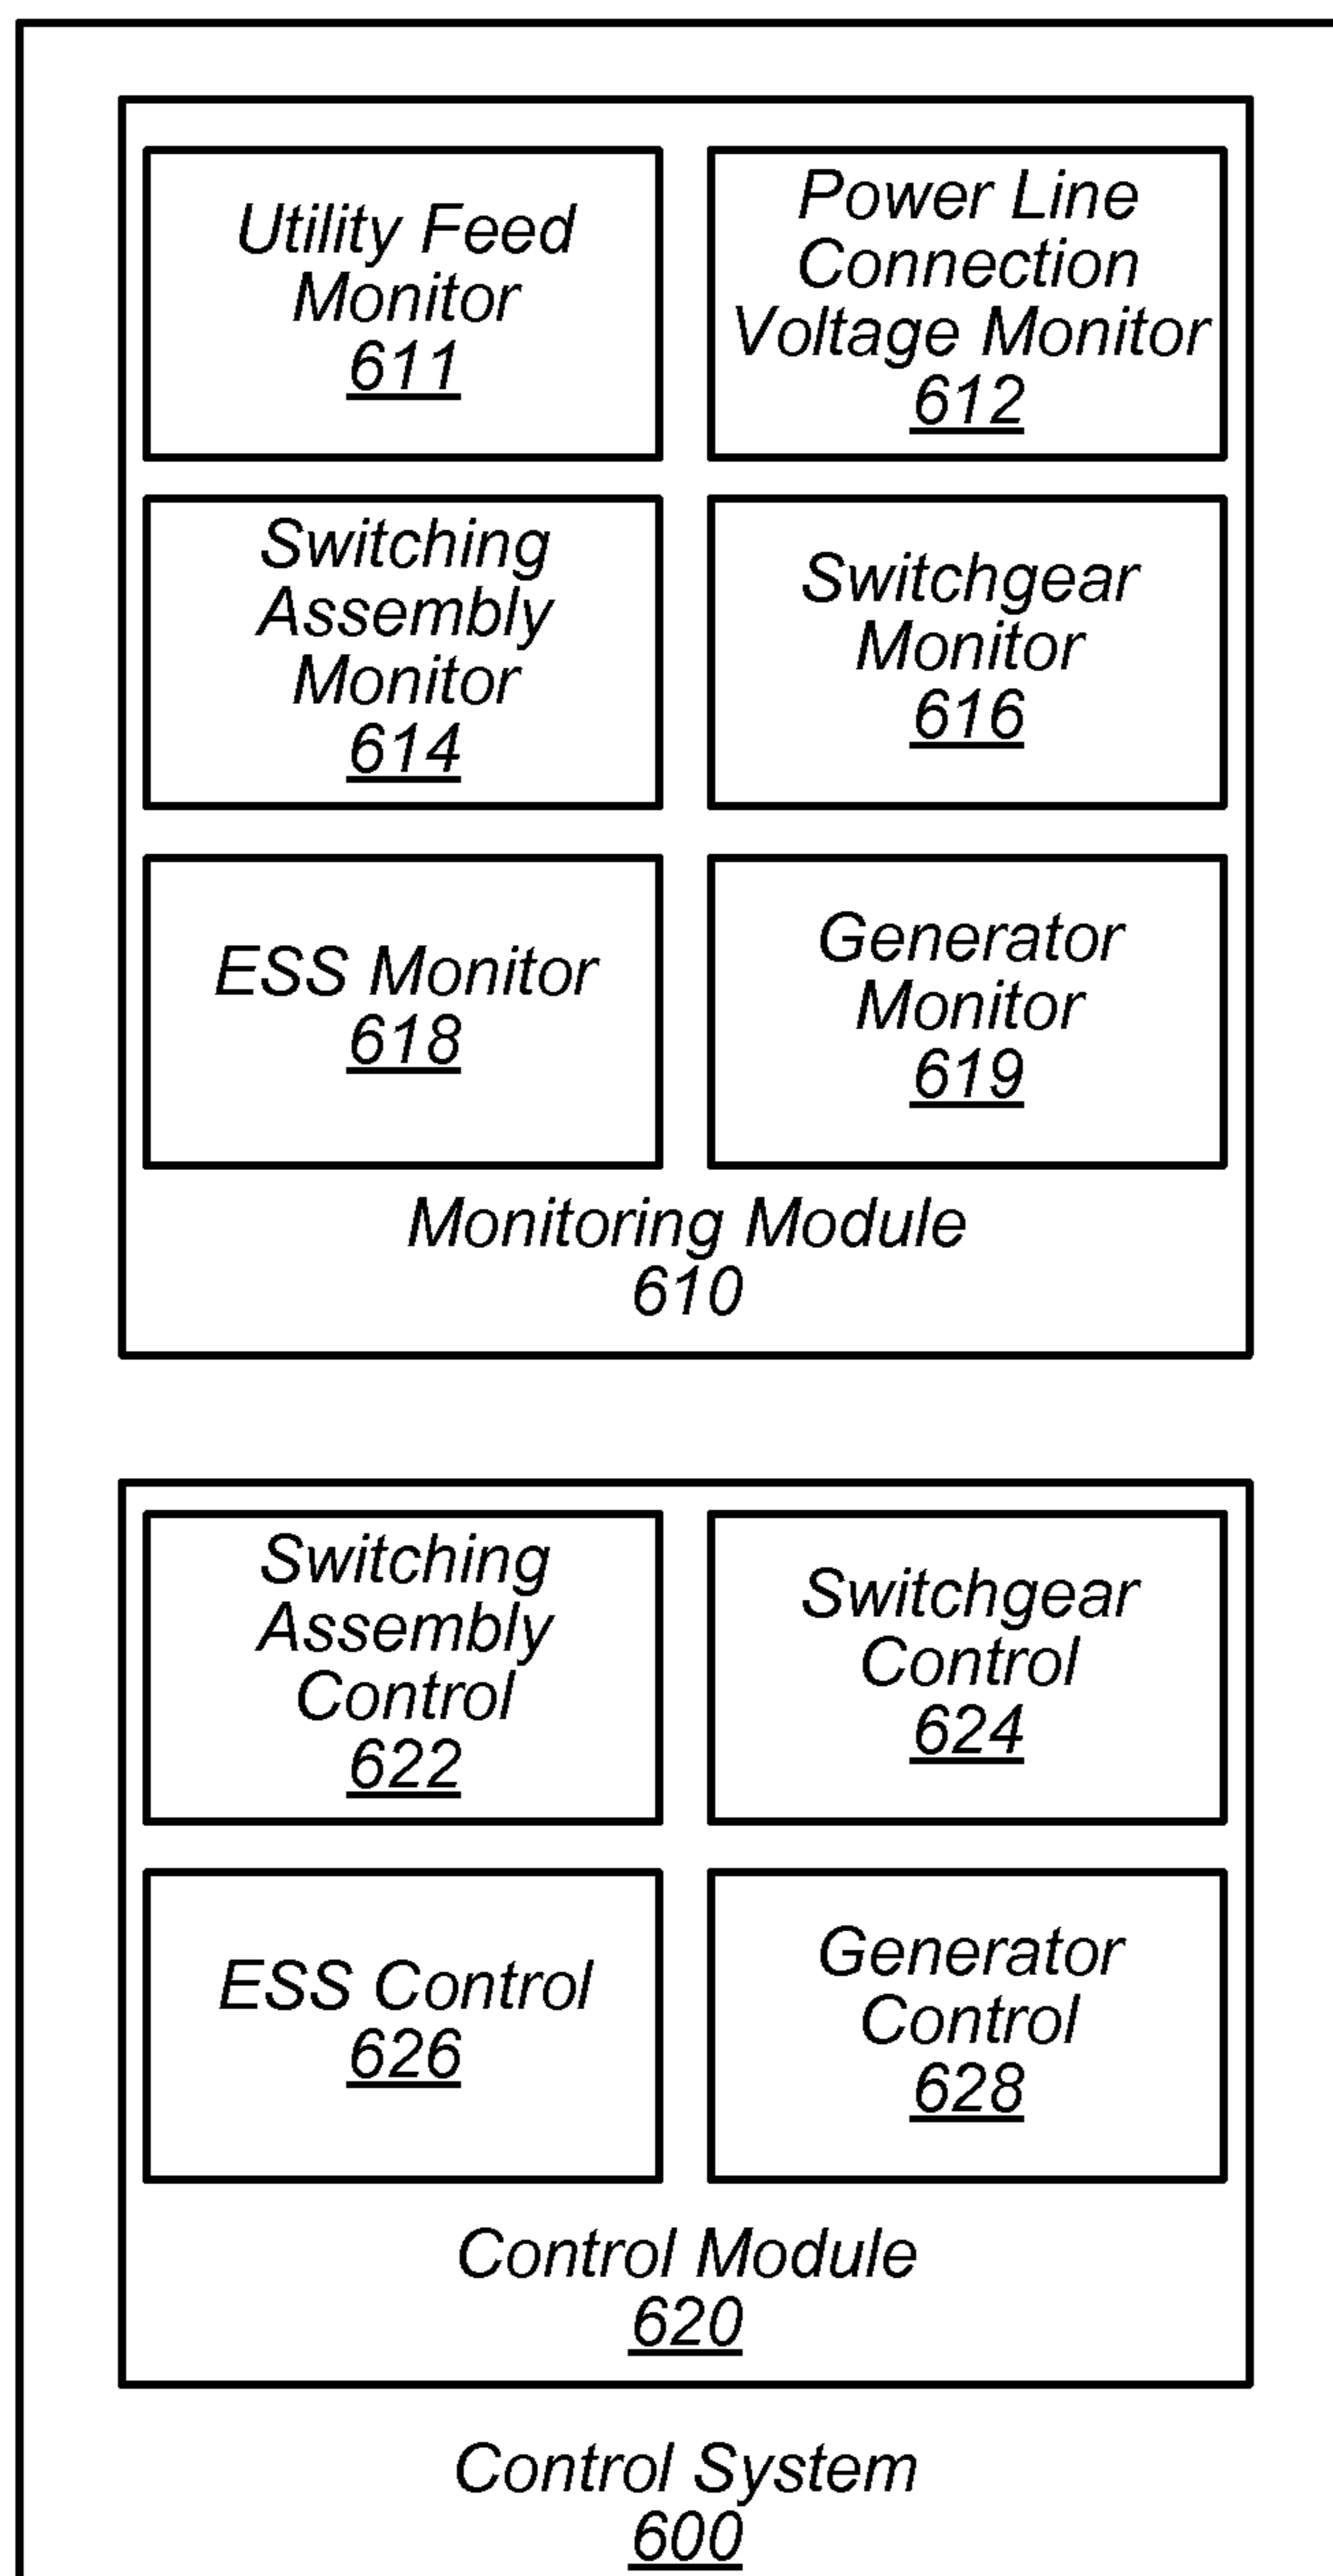 Utility Feed
Monitor
611
Power Line
Connection
Voltage Monitor
612
Switching
Assembly
Monitor
614
Switchgear
Monitor
616
ESS Monitor
618
Generator
Monitor
619
Monitoring Module
610
Switching
Assembly
Control
622
Switchgear
Control
624
ESS Control
626
Generator
Control
628
Control Module
620
Control System
600